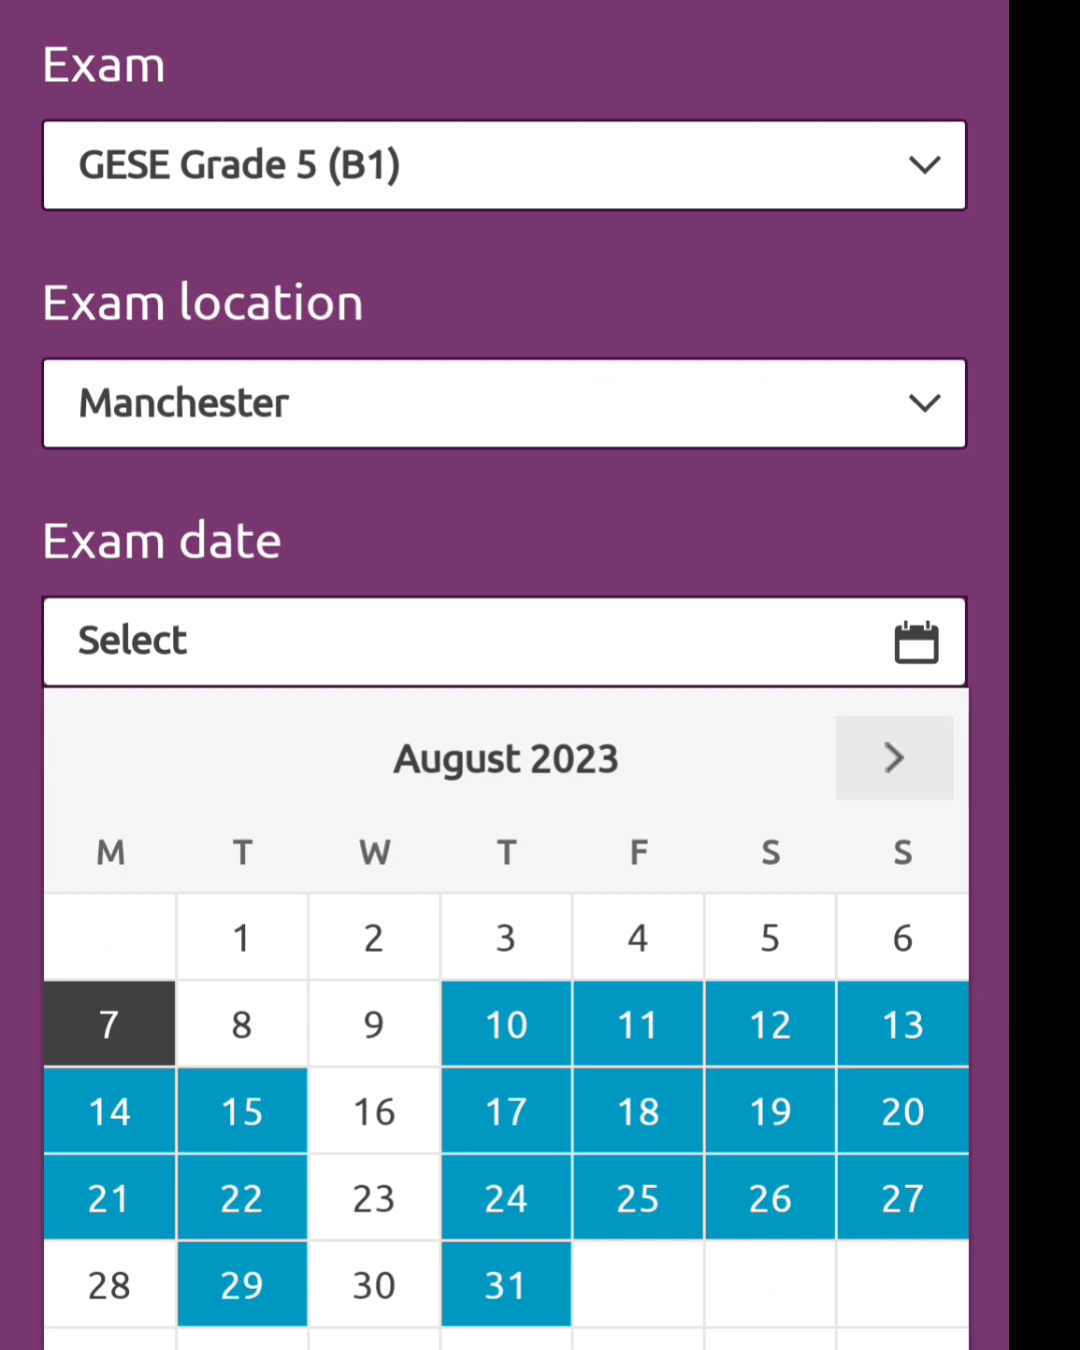 Exam
GESE Grade 5 (B1)
Exam location
Manchester
Exam date
Select
August 2023
M T W T F S S
1 2 3 4 5 6
7 8 9 10 11 12 13
14 15 16 17 18 19 20
21 22 23 24 25 26 27
28 29 30 31